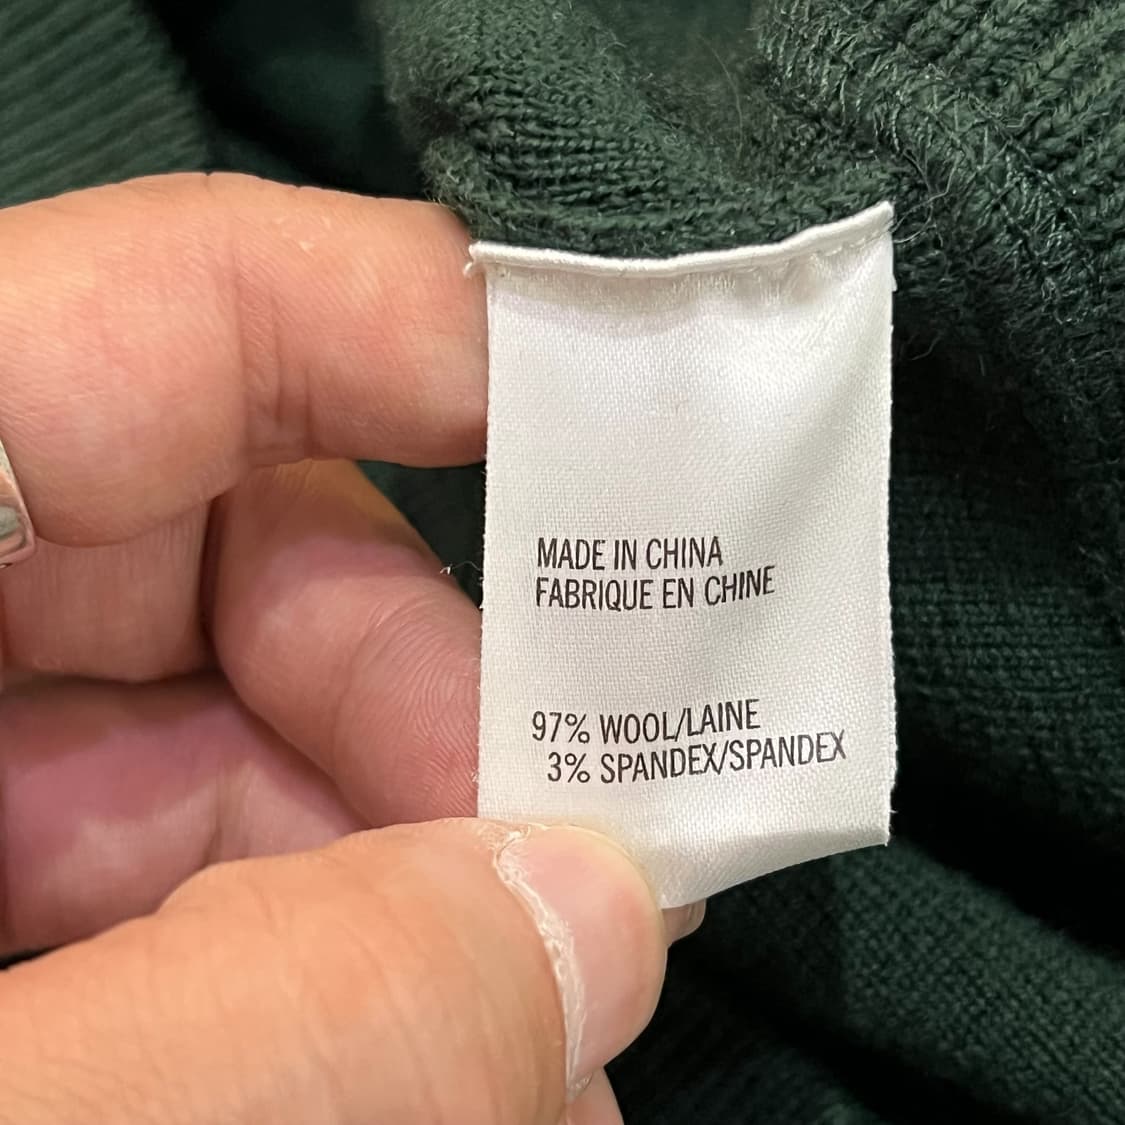 MADE IN CHINA
FABRIQUE EN CHINE
97% WOOL/LAINE
3% SPANDEX/SPANDEX